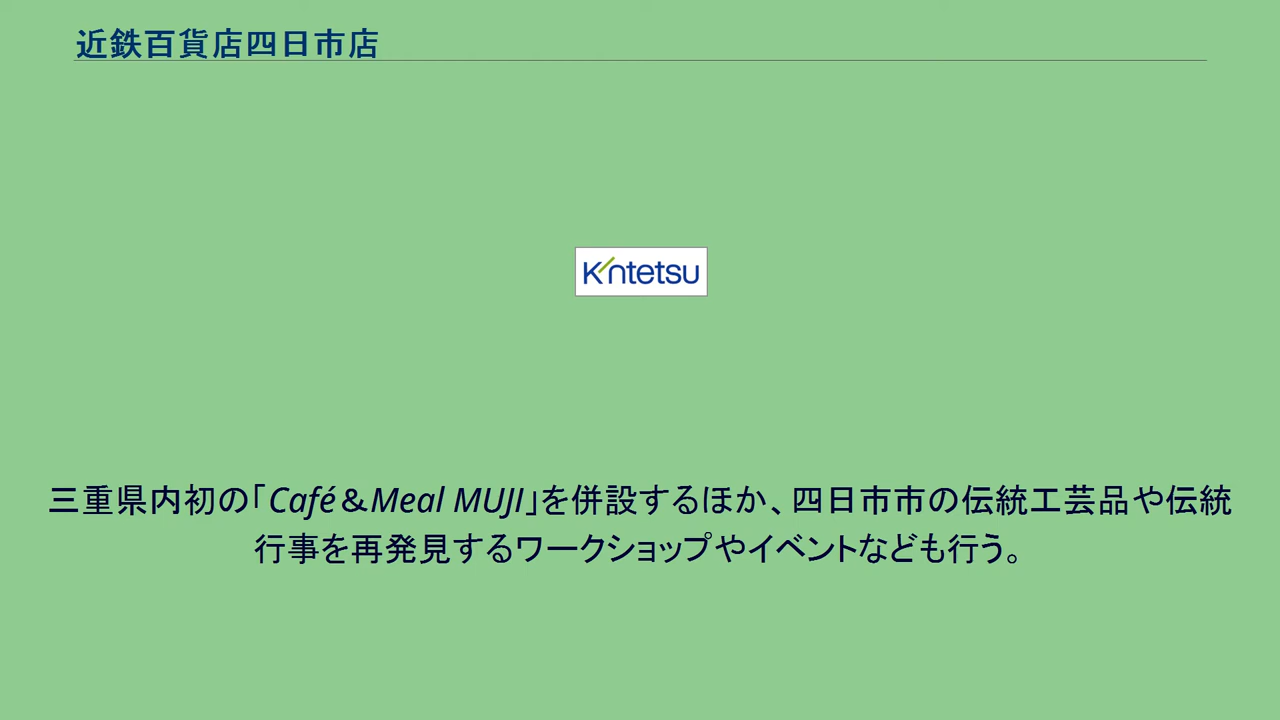 近鉄百貨店四日市店
Kintetsu
三重県内初の「Café＆Meal MUJI」を併設するほか、四日市市の伝統工芸品や伝統
行事を再発見するワークショップやイベントなども行う。